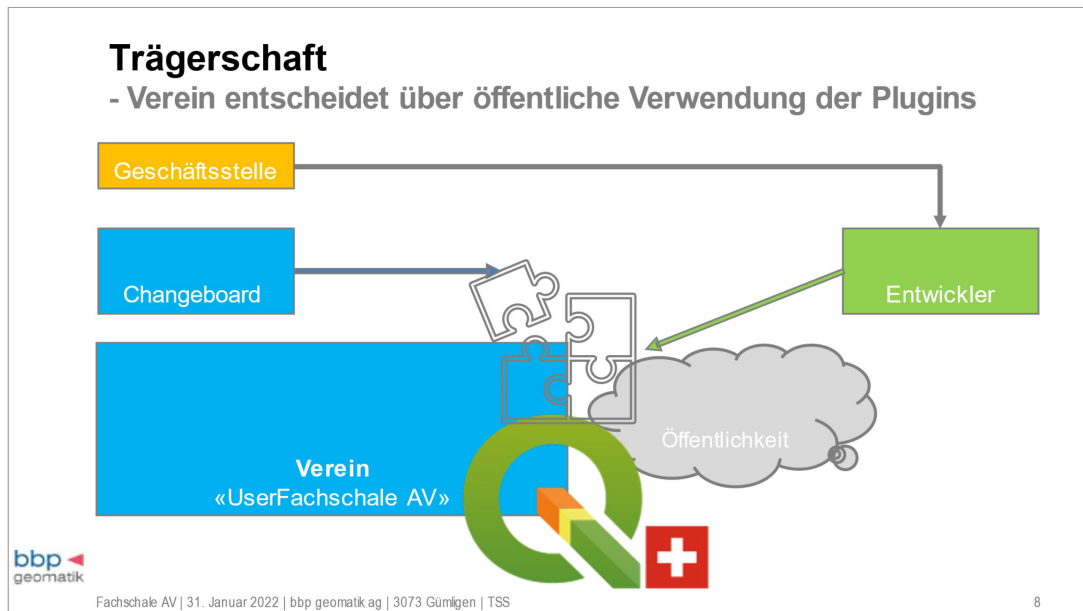 Trägerschaft
- Verein entscheidet über öffentliche Verwendung der Plugins
Geschäftsstelle
Changeboard
Entwickler
Öffentlichkeit
Verein
«UserFachschale AV»
bbp
geomatik
Fachschale AV | 31. Januar 2022 | bbp geomatik ag | 3073 Gümligen | TSS
8